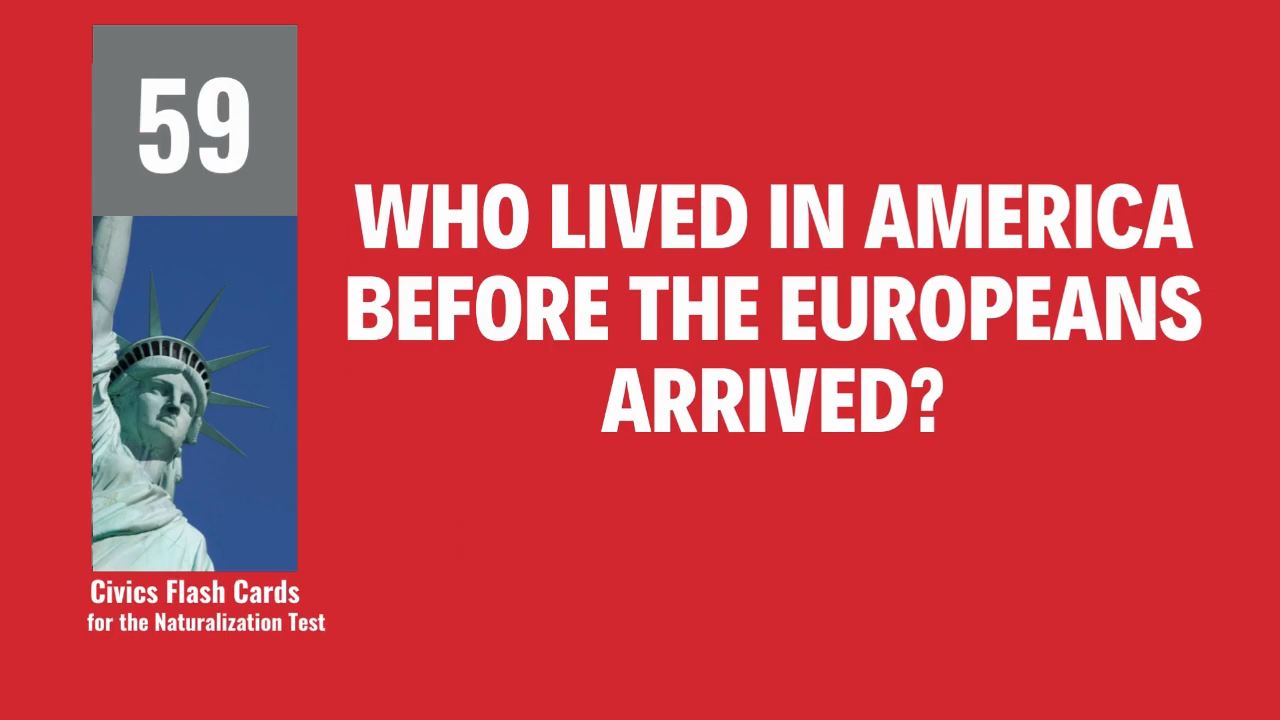 59
WHO LIVED IN AMERICA
BEFORE THE EUROPEANS
ARRIVED?
Civics Flash Cards
for the Naturalization Test